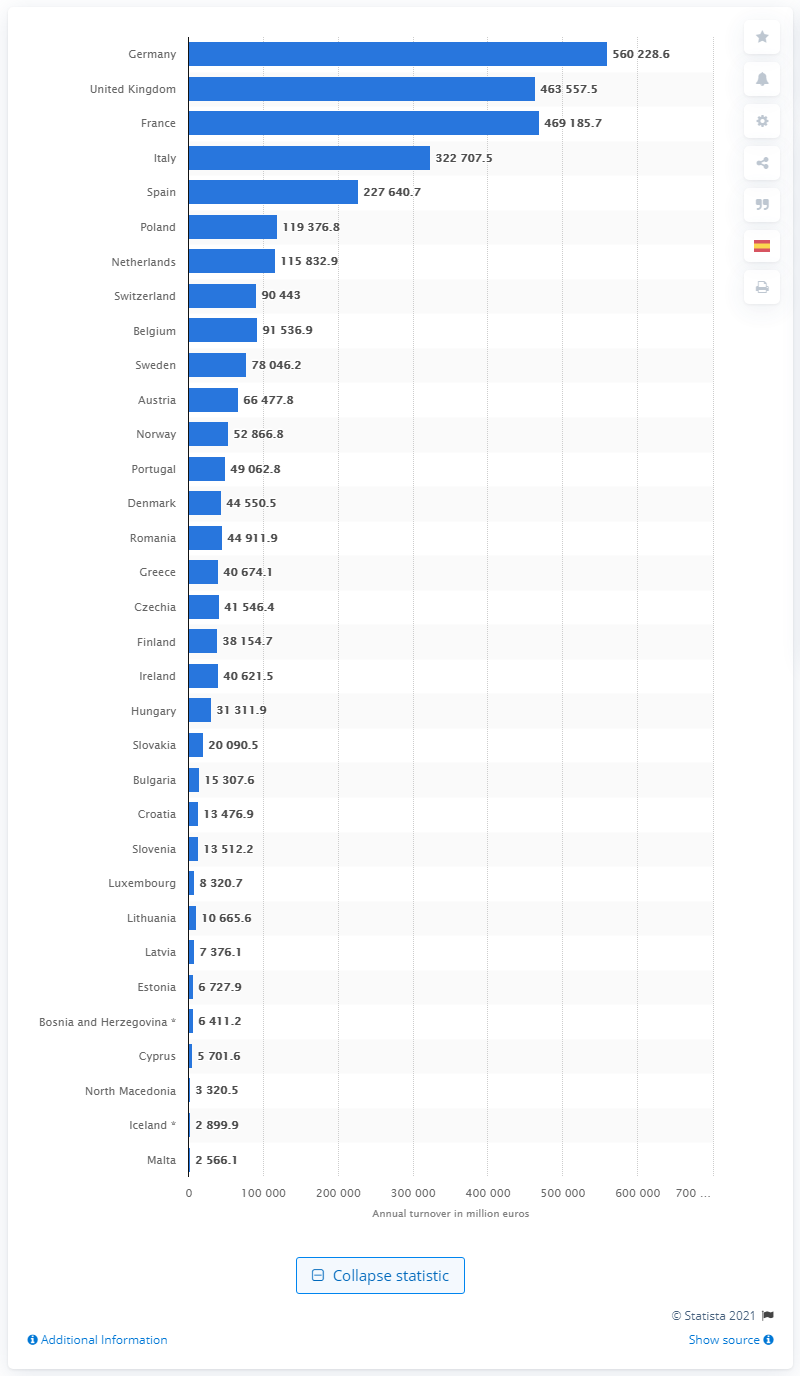 Germany 560 228.6
United Kingdom 463 557.5
France 469 185.7
Italy 322 707.5
Spain 227 640.7
Poland 119 376.8
Netherlands 115 832.9
Switzerland 90 443
Belgium 91 536.9
Sweden 78 046.2
Austria 66 477.8
Norway 52 866.8
Portugal 49 062.8
Denmark 44 550.5
Romania 44 911.9
Greece 40 674.1
Czechia 41 546.4
Finland 38 154.7
Ireland 40 621.5
Hungary 31 311.9
Slovakia 20 090.5
Bulgaria 15 307.6
Croatia 13 476.9
Slovenia 13 512.2
Luxembourg 8 320.7
Lithuania 10 665.6
Latvia 7 376.1
Estonia 6 727.9
Bosnia and Herzegovina * 6 411.2
Cyprus 5 701.6
North Macedonia 3 320.5
Iceland * 2 899.9
Malta 2 566.1
0 100 000 200 000 300 000 400 000 500 000 600 000 700 ...
Annual turnover in million euros
Collapse statistic
© Statista 2021
Additional Information Show source